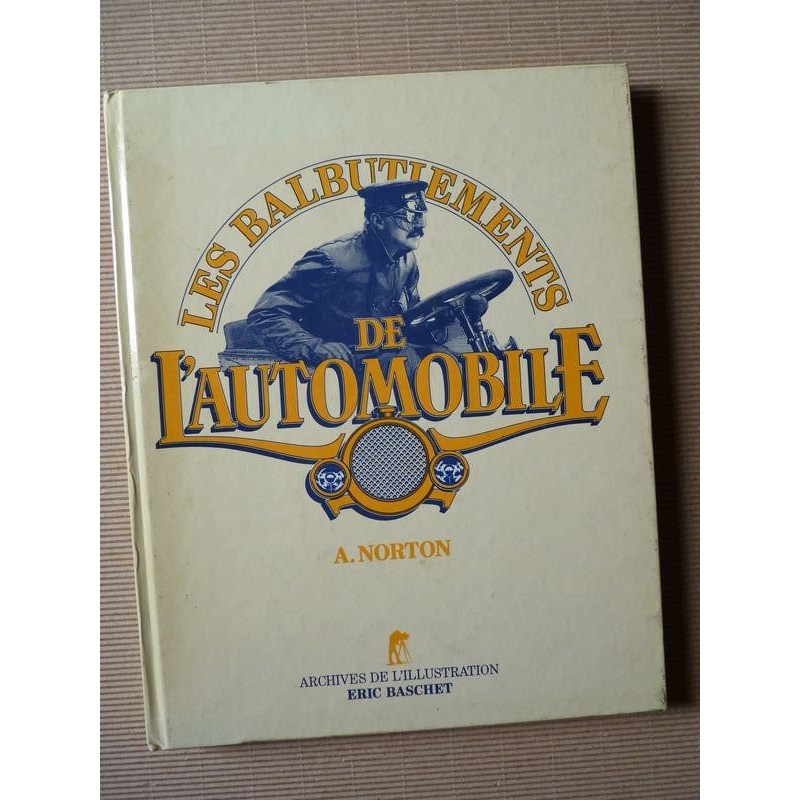 LES BALBUTIEMENTS
DE
L'AUTOMOBILE
A. NORTON
ARCHIVES DE L'ILLUSTRATION
ERIC BASCHET